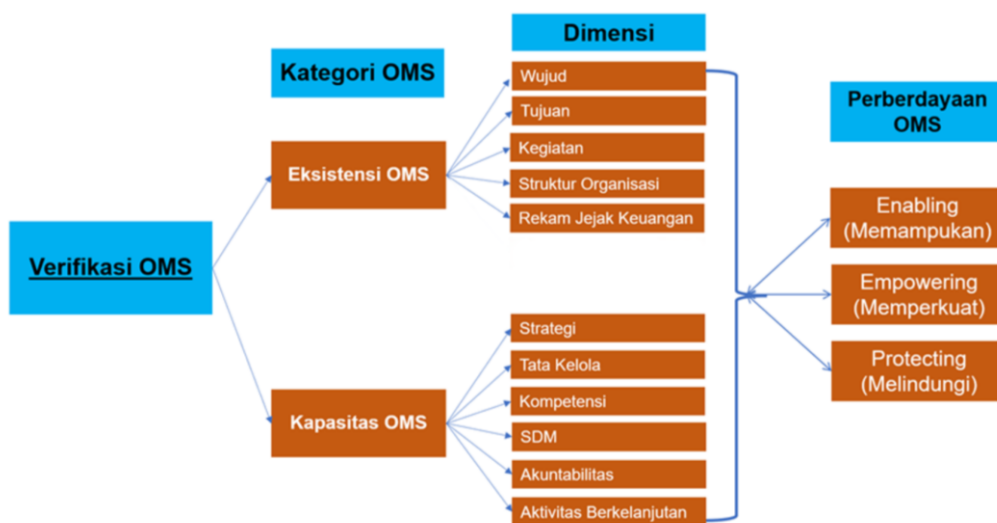 Dimensi
Kategori OMS
Wujud
Tujuan
Kegiatan
Struktur Organisasi
Rekam Jejak Keuangan
Eksistensi OMS
Verifikasi OMS
Strategi
Tata Kelola
Kompetensi
SDM
Akuntabilitas
Aktivitas Berkelanjutan
Kapasitas OMS
Perberdayaan
OMS
Enabling
(Memampukan)
Empowering
(Memperkuat)
Protecting
(Melindungi)